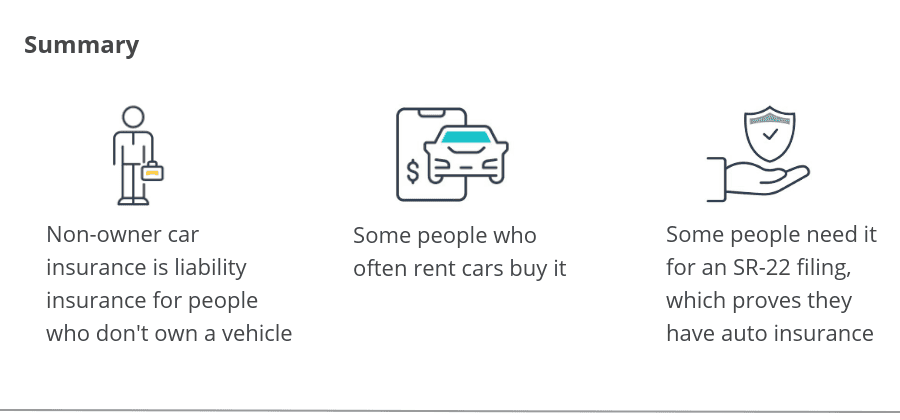 Summary
Non-owner car
insurance is liability
insurance for people
who don't own a vehicle
$
Some people who
often rent cars buy it
Some people need it
for an SR-22 filing,
which proves they
have auto insurance